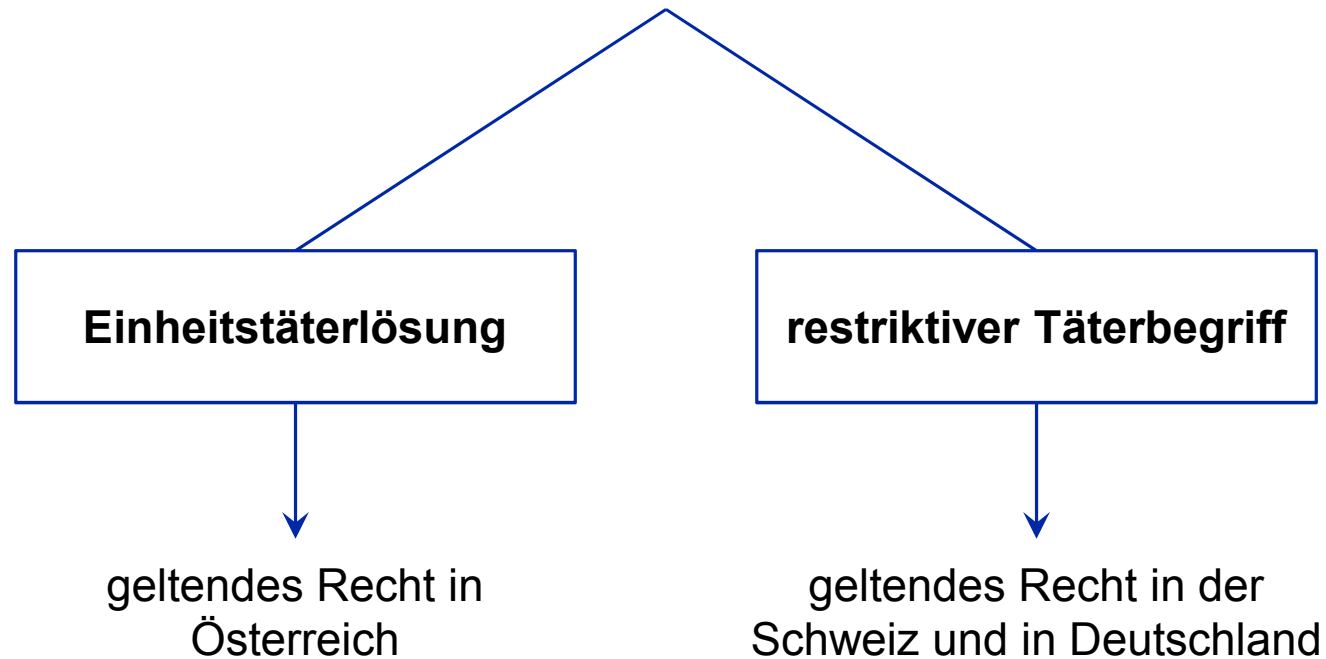 Einheitstäterlösung
restriktiver Täterbegriff
geltendes Recht in
Österreich
geltendes Recht in der
Schweiz und in Deutschland